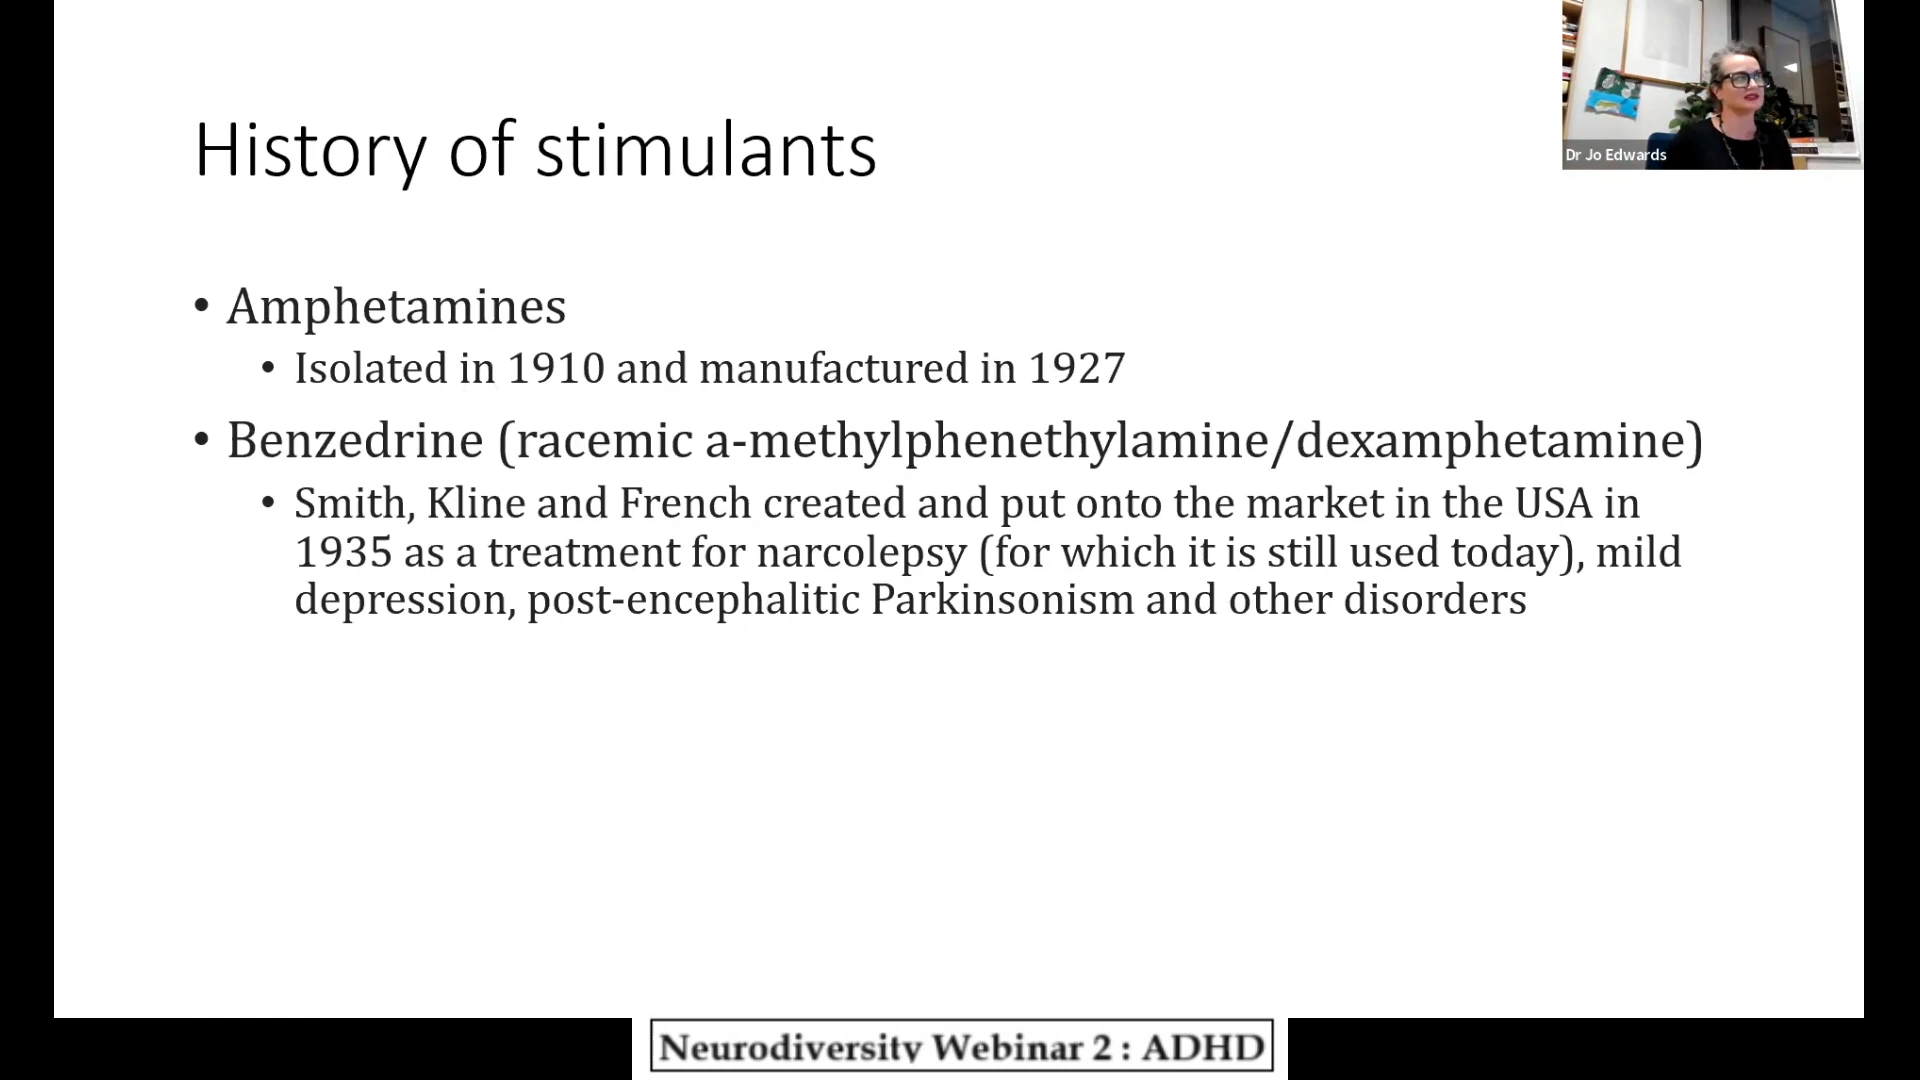 Dr Jo Edwards
History of stimulants
• Amphetamines
• Isolated in 1910 and manufactured in 1927
• Benzedrine (racemic a-methylphenethylamine/dexamphetamine)
• Smith, Kline and French created and put onto the market in the USA in
1935 as a treatment for narcolepsy (for which it is still used today), mild
depression, post-encephalitic Parkinsonism and other disorders
Neurodiversity Webinar 2 : ADHD